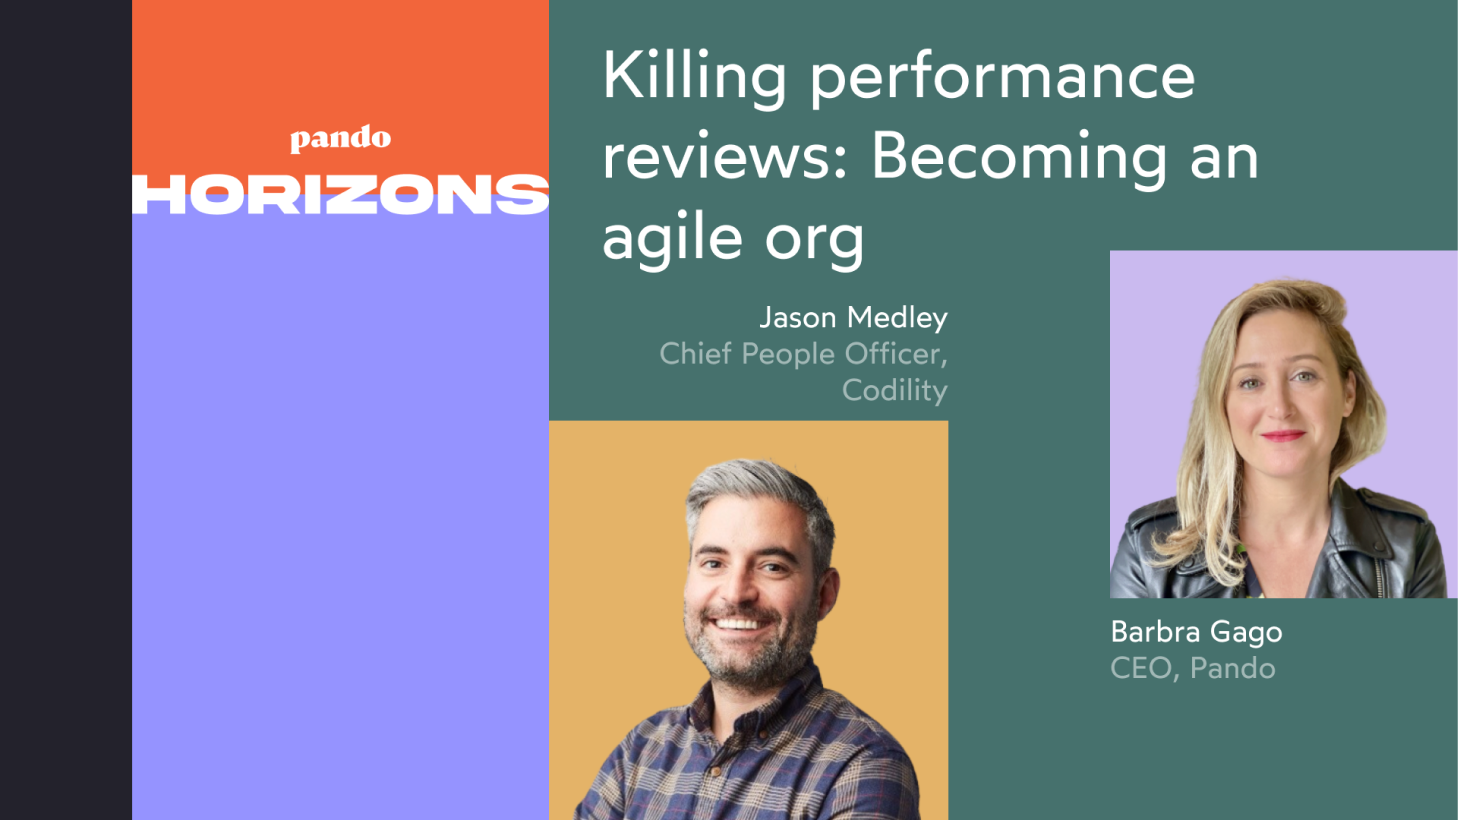 pando
HORIZONS
Killing performance
reviews: Becoming an
agile org
Jason Medley
Chief People Officer,
Codility
Barbra Gago
CEO, Pando